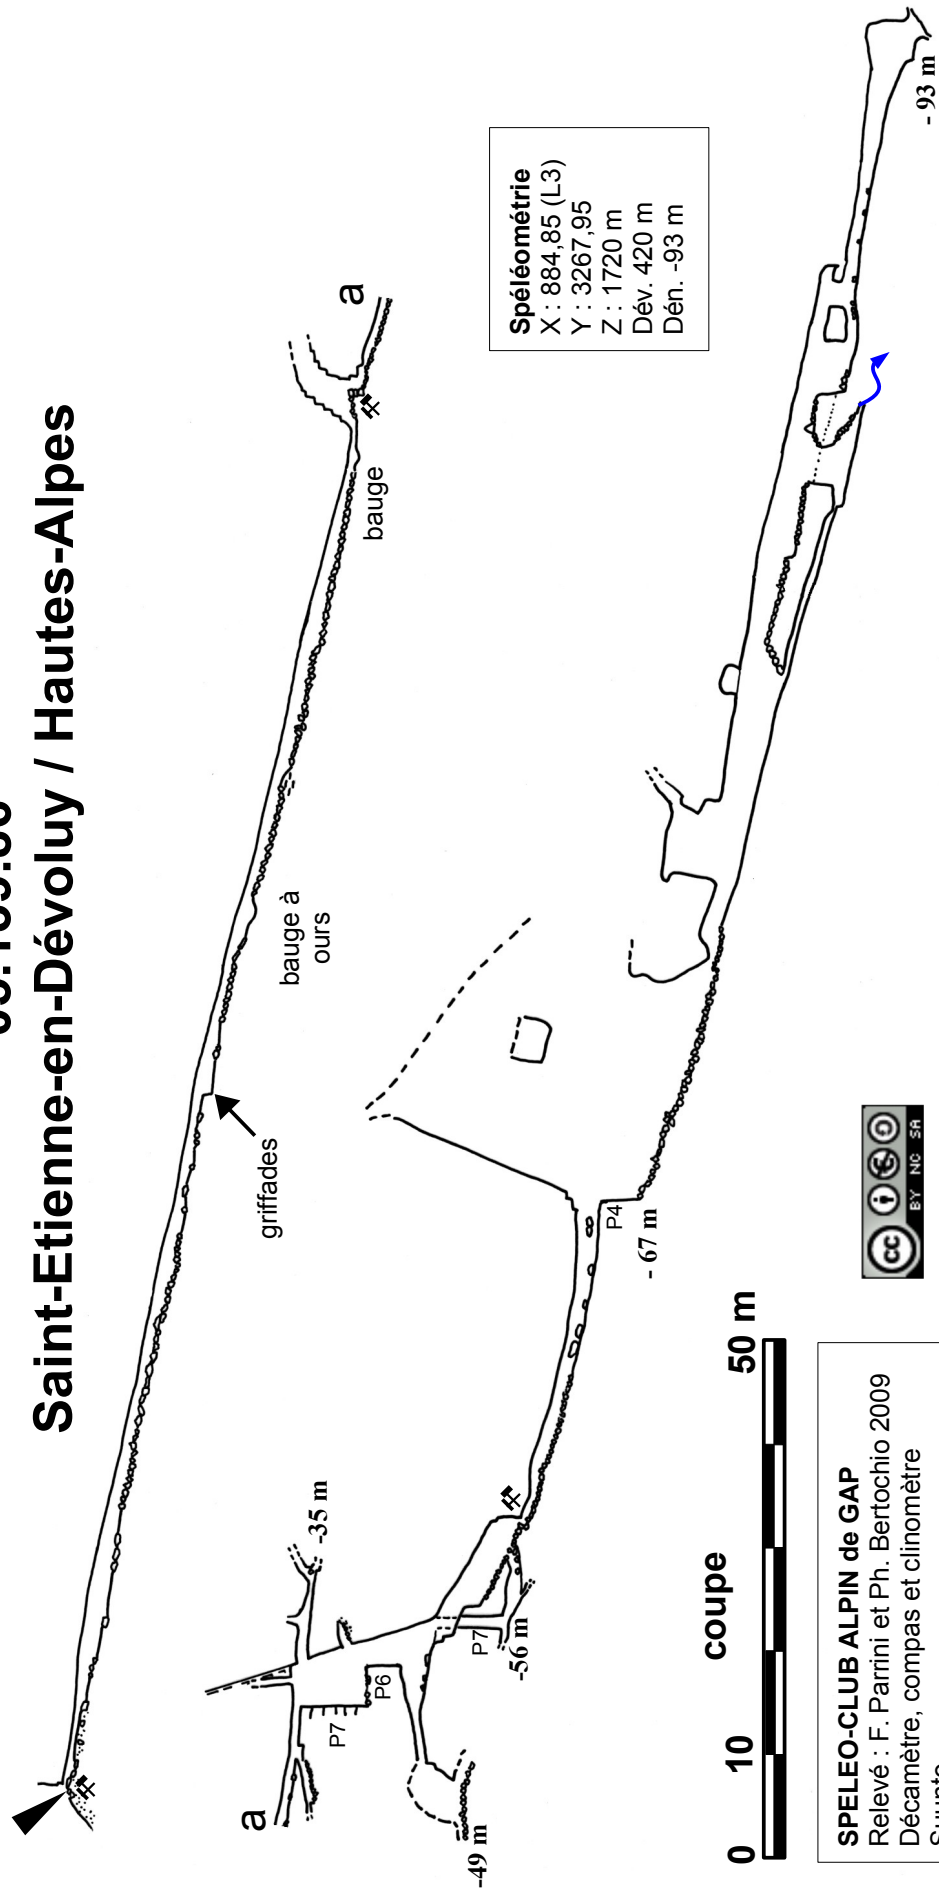 Saint-Etienne-en-Dévoluy / Hautes-Alpes
a
bauge
bauge à
ours
griffades
Spéléométrie
X : 884,85 (L3)
Y : 3267,95
Z : 1720 m
Dév. 420 m
Dén. -93 m
a
-35 m
P7
P6
P7
-56 m
-49 m
P4
- 67 m
- 93 m
coupe
0 10 50 m
SPELEO-CLUB ALPIN de GAP
Relevé : F. Parrini et Ph. Bertochio 2009
Décamètre, compas et clinomètre
Suunto
cc
BY NC SA